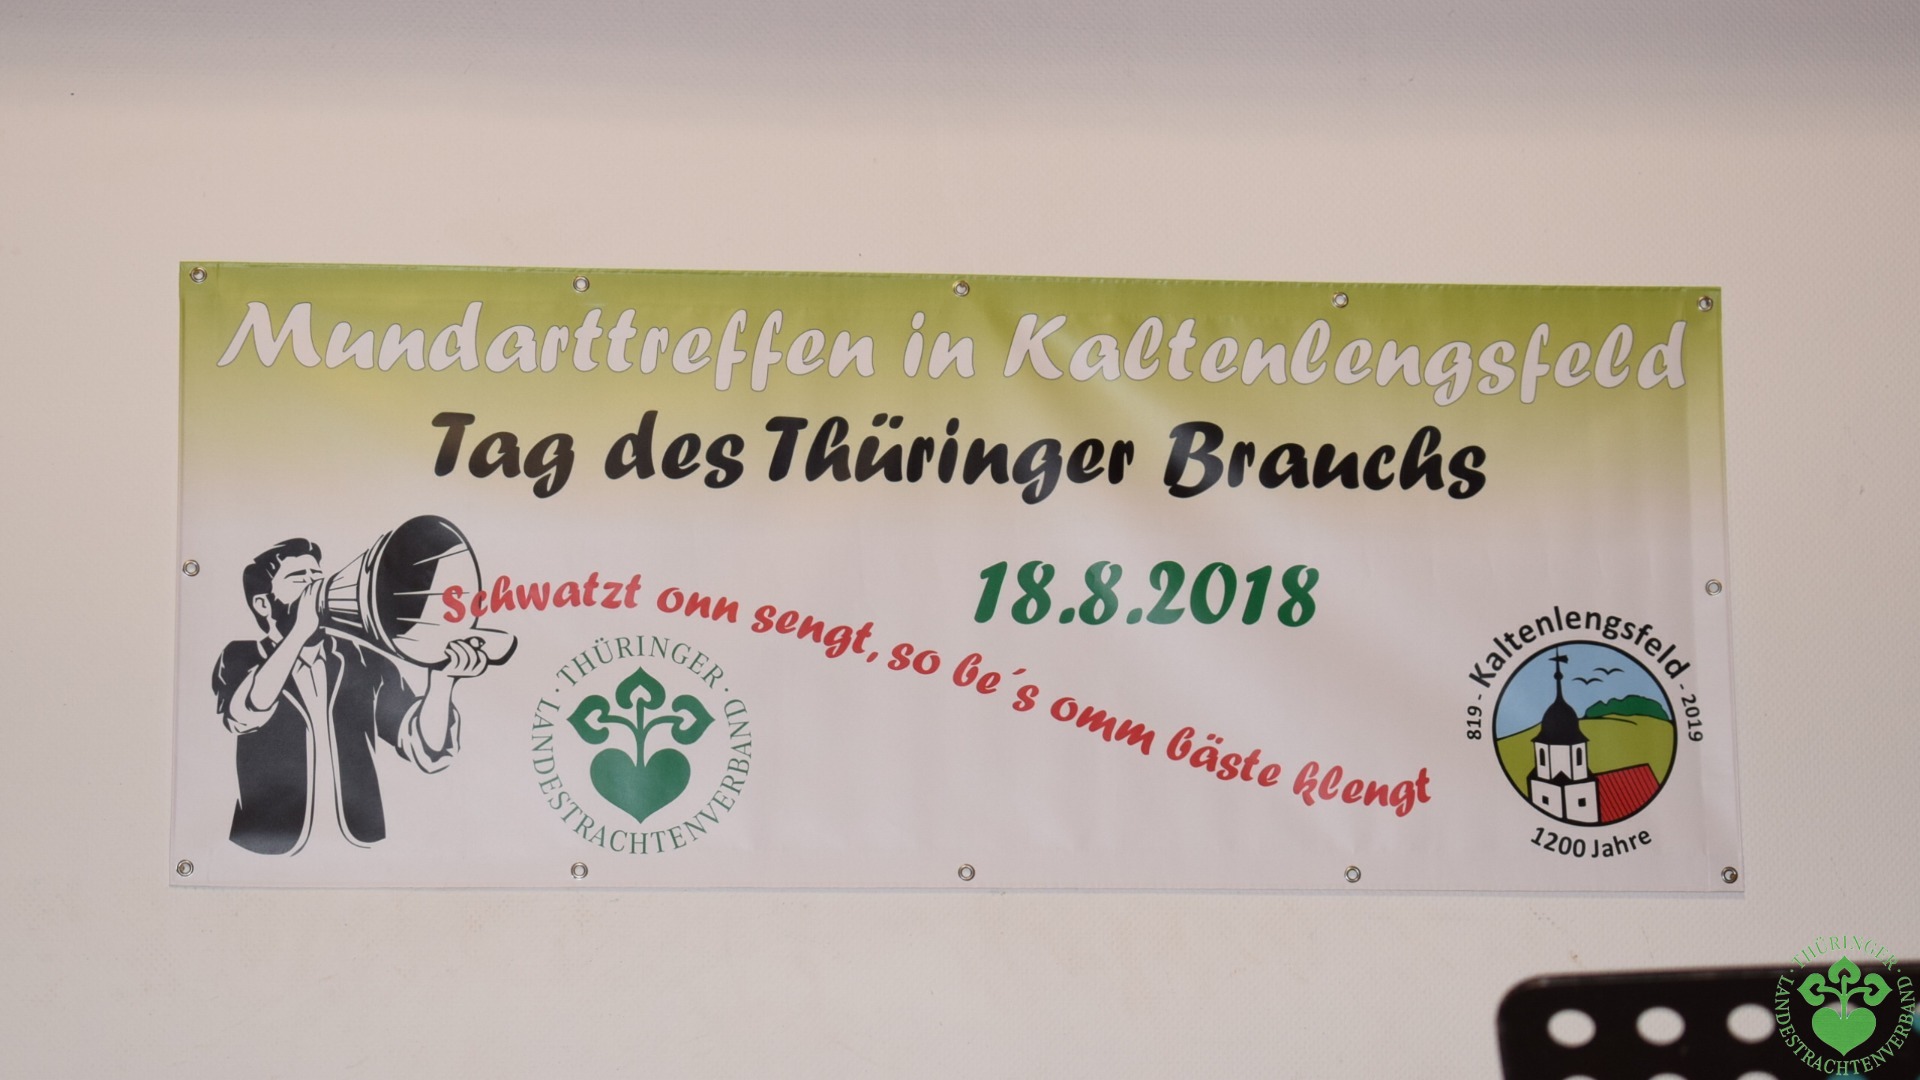 Mundarttreffen in Kaltenlengsfeld
Tag des Thüringer Brauchs
18.8.2018
Schwatzt onn sengt, so be´s omm bäste klengt
· THÜRINGER · LANDESTRACHTENVERBAND
819 - Kaltenlengsfeld - 2019
1200 Jahre
· THÜRINGER · LANDESTRACHTENVERBAND